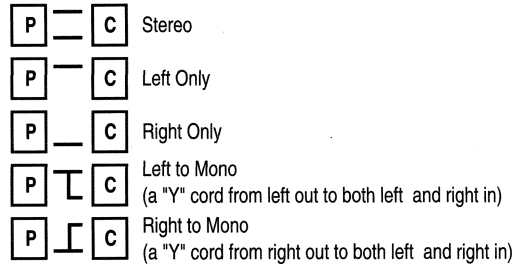 P C Stereo
P C Left Only
P C Right Only
P C Left to Mono
(a "Y" cord from left out to both left and right in)
P C Right to Mono
(a "Y" cord from right out to both left and right in)